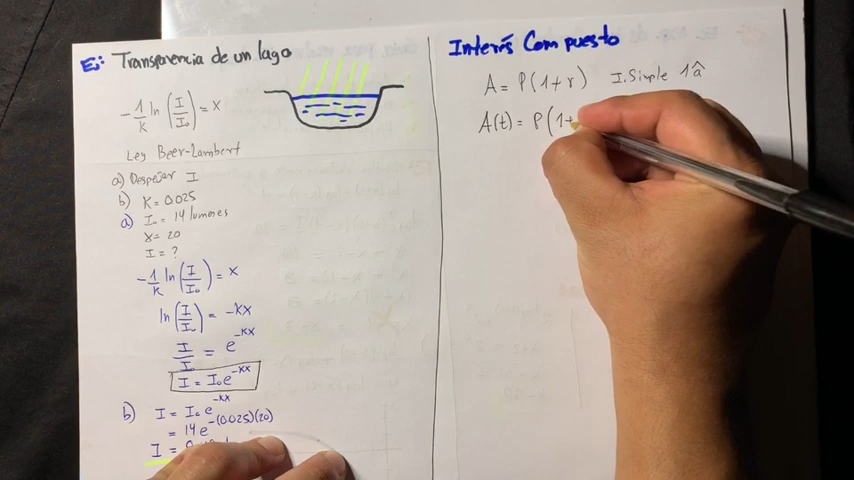 Ej: Transparencia de un lago
-1/k ln (I/I₀) = x
Ley Beer-Lambert
a) Despejar I
b) K = 0.025
a) I₀ = 14 lumenes
x = 20
I = ?
-1/k ln (I/I₀) = x
ln (I/I₀) = -kx
I/I₀ = e^-kx
I = I₀e^-kx
b) I = I₀e^-kx
= 14e^-(0.025)(20)
I =
Interés Compuesto
A = P(1+r) I. Simple 1 â
A(t) = P(1+